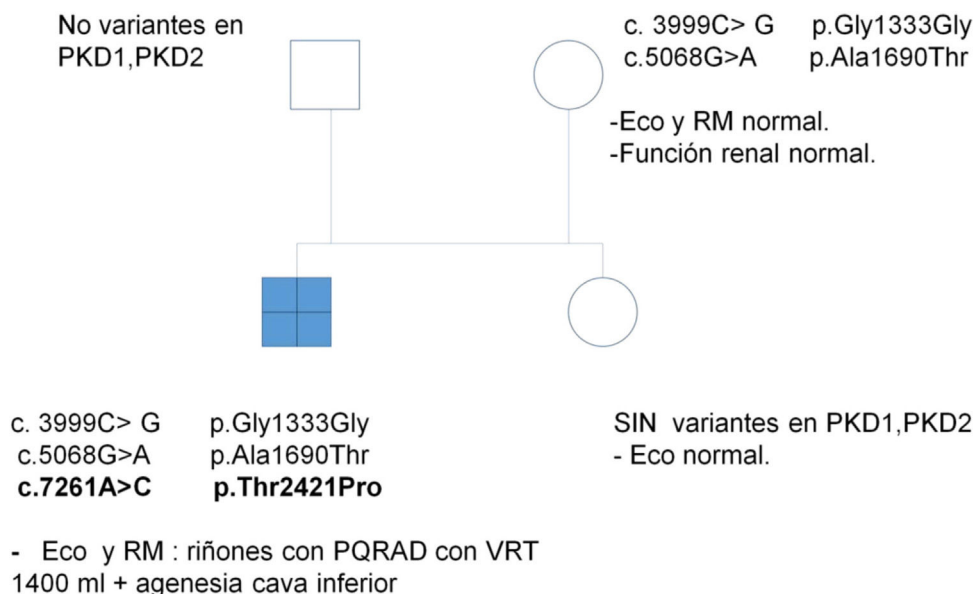 No variantes en
PKD1,PKD2
c. 3999C> G p.Gly1333Gly
c.5068G>A p.Ala1690Thr
-Eco y RM normal.
-Función renal normal.
c. 3999C> G p.Gly1333Gly
c.5068G>A p.Ala1690Thr
c.7261A>C p.Thr2421Pro
- Eco y RM : riñones con PQRAD con VRT
1400 ml + agenesia cava inferior
SIN variantes en PKD1,PKD2
- Eco normal.